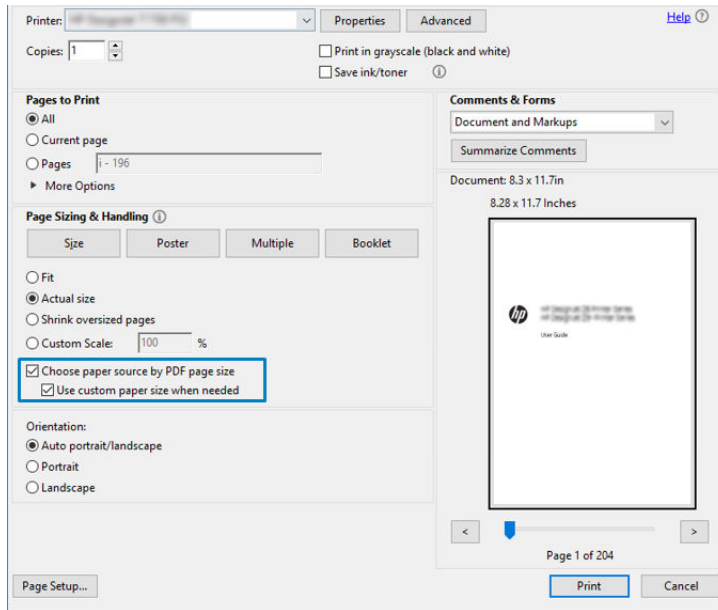 Printer:
Properties
Advanced
Help
Copies: 1
Print in grayscale (black and white)
Save ink/toner
Pages to Print
All
Current page
Pages i - 196
More Options
Page Sizing & Handling
Size
Poster
Multiple
Booklet
Fit
Actual size
Shrink oversized pages
Custom Scale: 100 %
Choose paper source by PDF page size
Use custom paper size when needed
Orientation:
Auto portrait/landscape
Portrait
Landscape
Comments & Forms
Document and Markups
Summarize Comments
Document: 8.3 x 11.7in
8.28 x 11.7 Inches
hp
User Guide
<
>
Page 1 of 204
Page Setup...
Print
Cancel